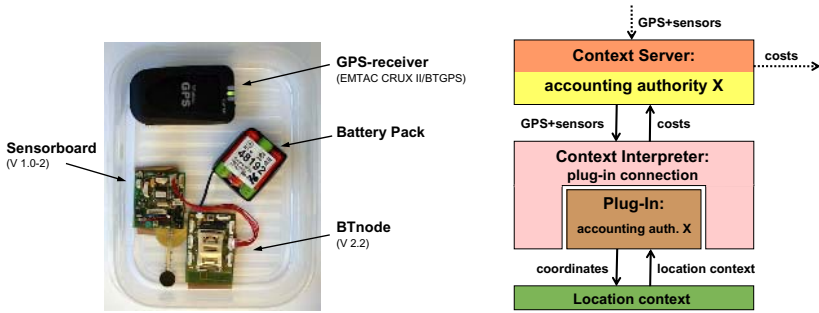 GPS-receiver
(EMTAC CRUX II/BTGPS)
Battery Pack
Sensorboard
(V 1.0-2)
BTnode
(V 2.2)
GPS
GPS+sensors
Context Server:
costs
accounting authority X
GPS+sensors
costs
Context Interpreter:
plug-in connection
Plug-In:
accounting auth. X
coordinates
location context
Location context